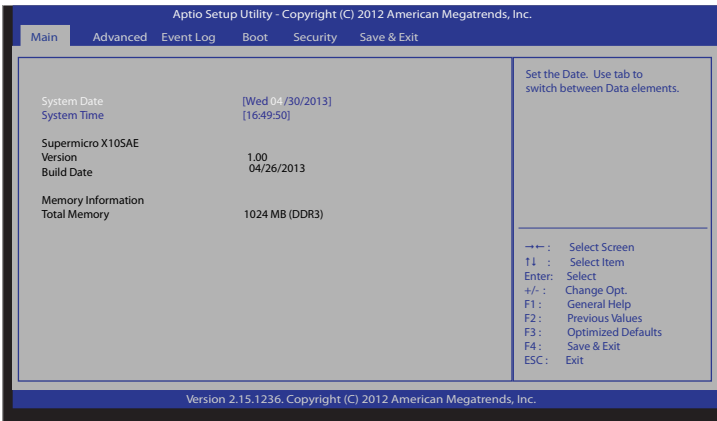 Aptio Setup Utility - Copyright (C) 2012 American Megatrends, Inc.
Main Advanced Event Log Boot Security Save & Exit
System Date [Wed 04 /30/2013]
System Time [16:49:50]
Supermicro X10SAE
Version 1.00
Build Date 04/26/2013
Memory Information
Total Memory 1024 MB (DDR3)
Set the Date. Use tab to
switch between Data elements.
→← : Select Screen
↑↓ : Select Item
Enter: Select
+/- : Change Opt.
F1 : General Help
F2 : Previous Values
F3 : Optimized Defaults
F4 : Save & Exit
ESC : Exit
Version 2.15.1236. Copyright (C) 2012 American Megatrends, Inc.